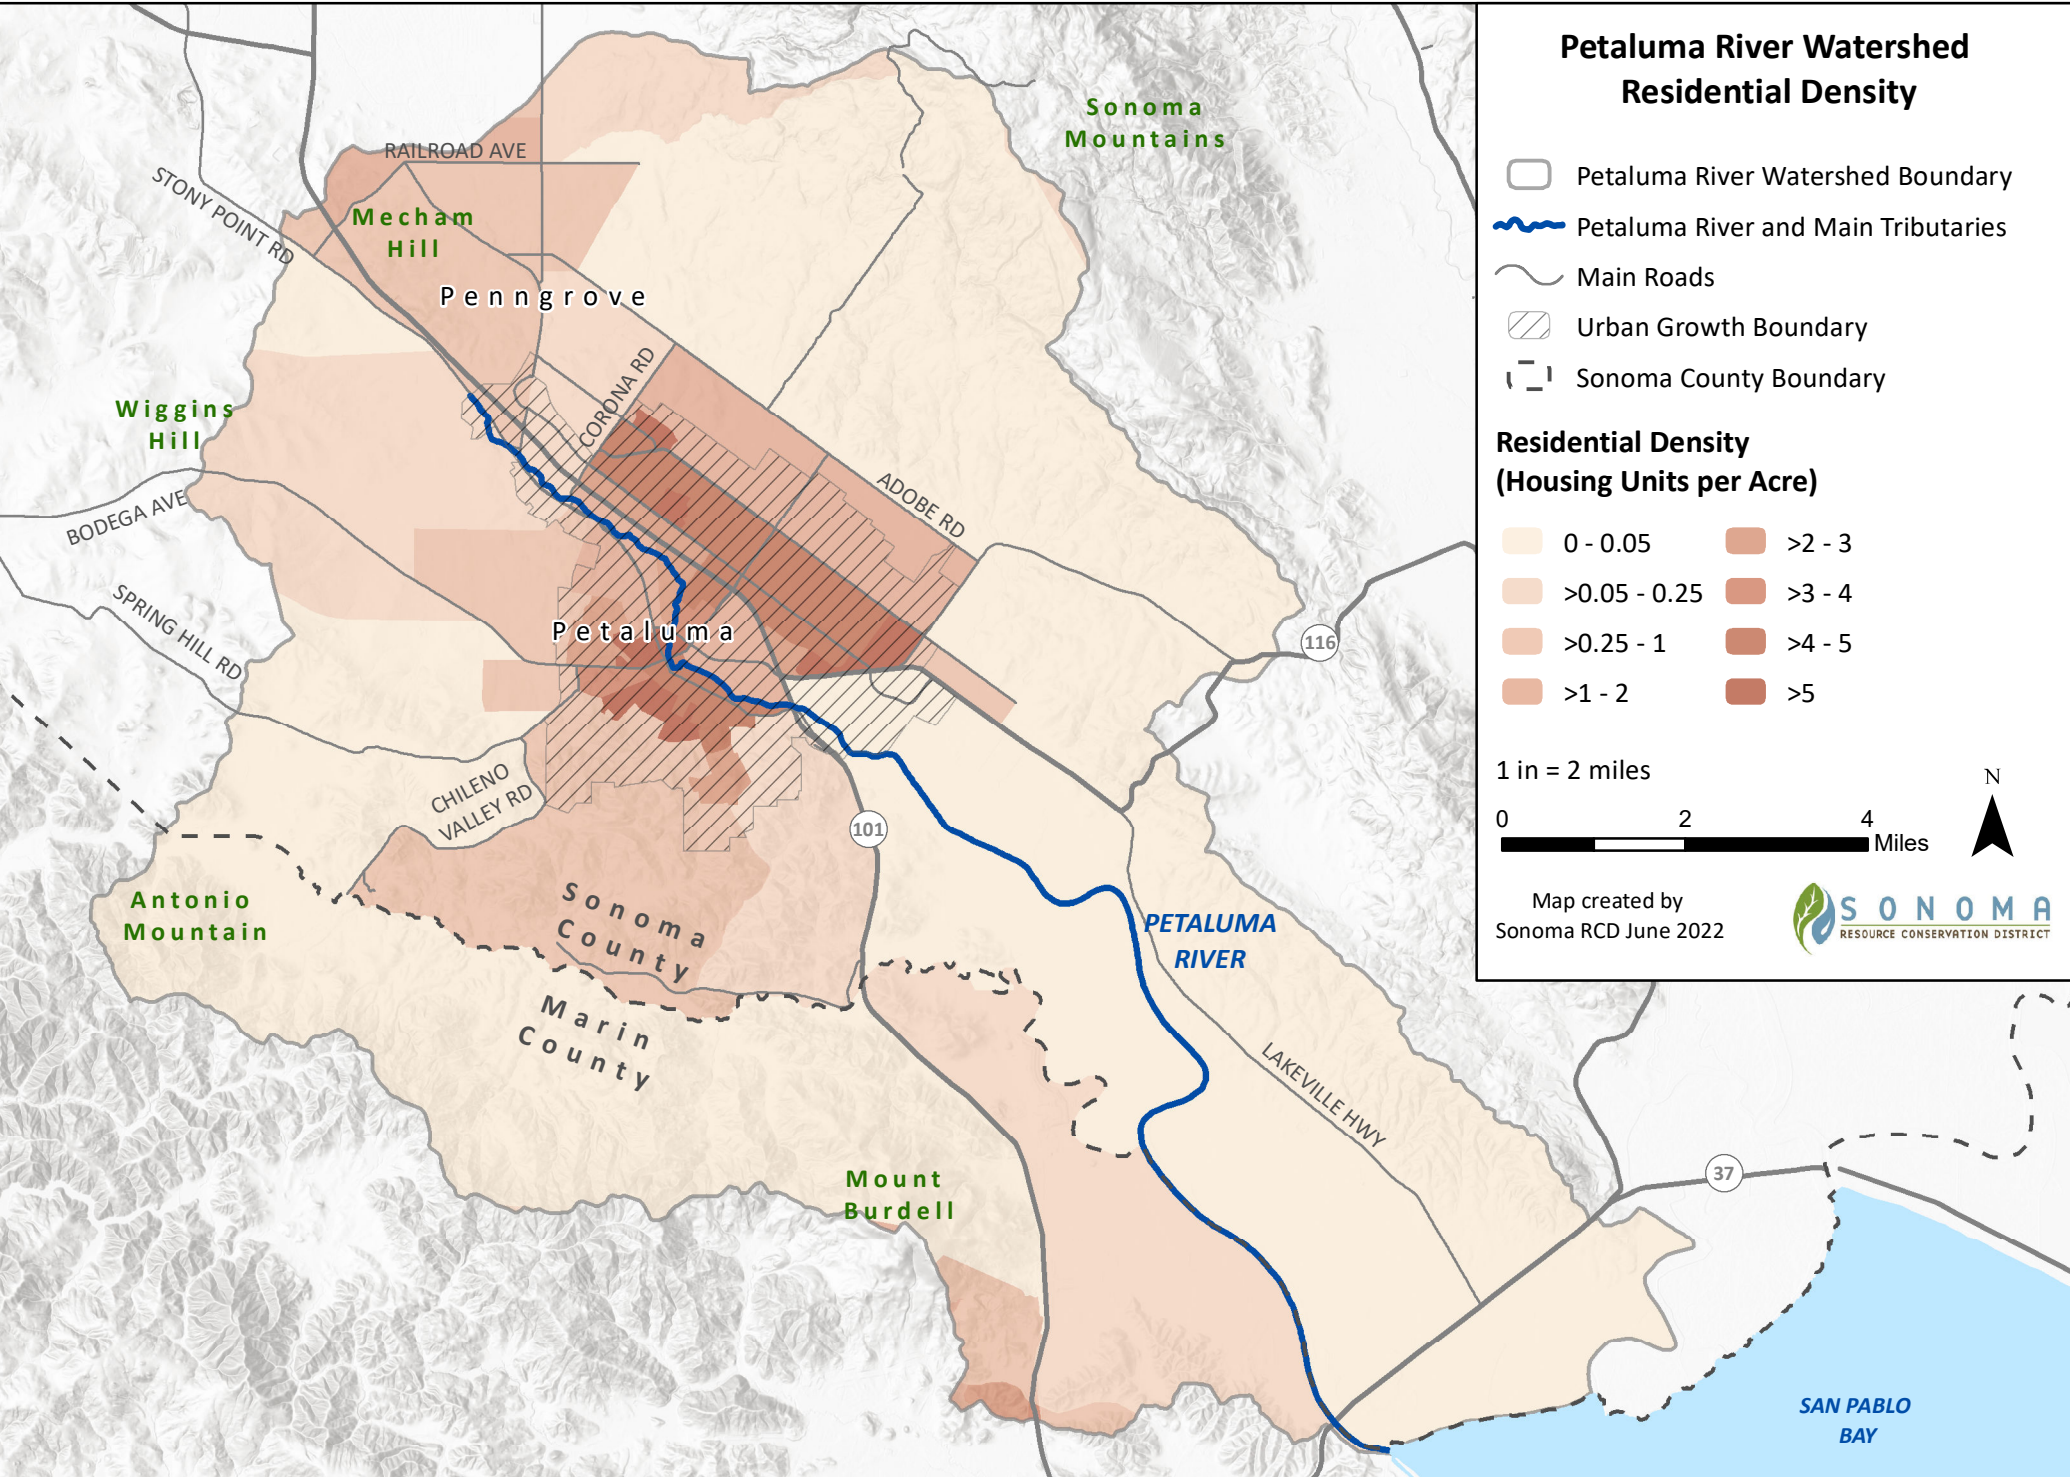 Petaluma River Watershed
Residential Density
Petaluma River Watershed Boundary
Petaluma River and Main Tributaries
Main Roads
Urban Growth Boundary
Sonoma County Boundary
Residential Density
(Housing Units per Acre)
0 - 0.05
>0.05 - 0.25
>0.25 - 1
>1 - 2
>2 - 3
>3 - 4
>4 - 5
>5
1 in = 2 miles
0 2 4
Miles
N
Map created by
Sonoma RCD June 2022
SONOMA
RESOURCE CONSERVATION DISTRICT
Sonoma
Mountains
RAILROAD AVE
STONY POINT RD
Mecham
Hill
Penngrove
CORONA RD
Wiggins
Hill
BODEGA AVE
ADOBE RD
SPRING HILL RD
Petaluma
116
CHILENO
VALLEY RD
101
Antonio
Mountain
Sonoma
County
PETALUMA
RIVER
Marin
County
LAKEVILLE HWY
Mount
Burdell
37
SAN PABLO
BAY